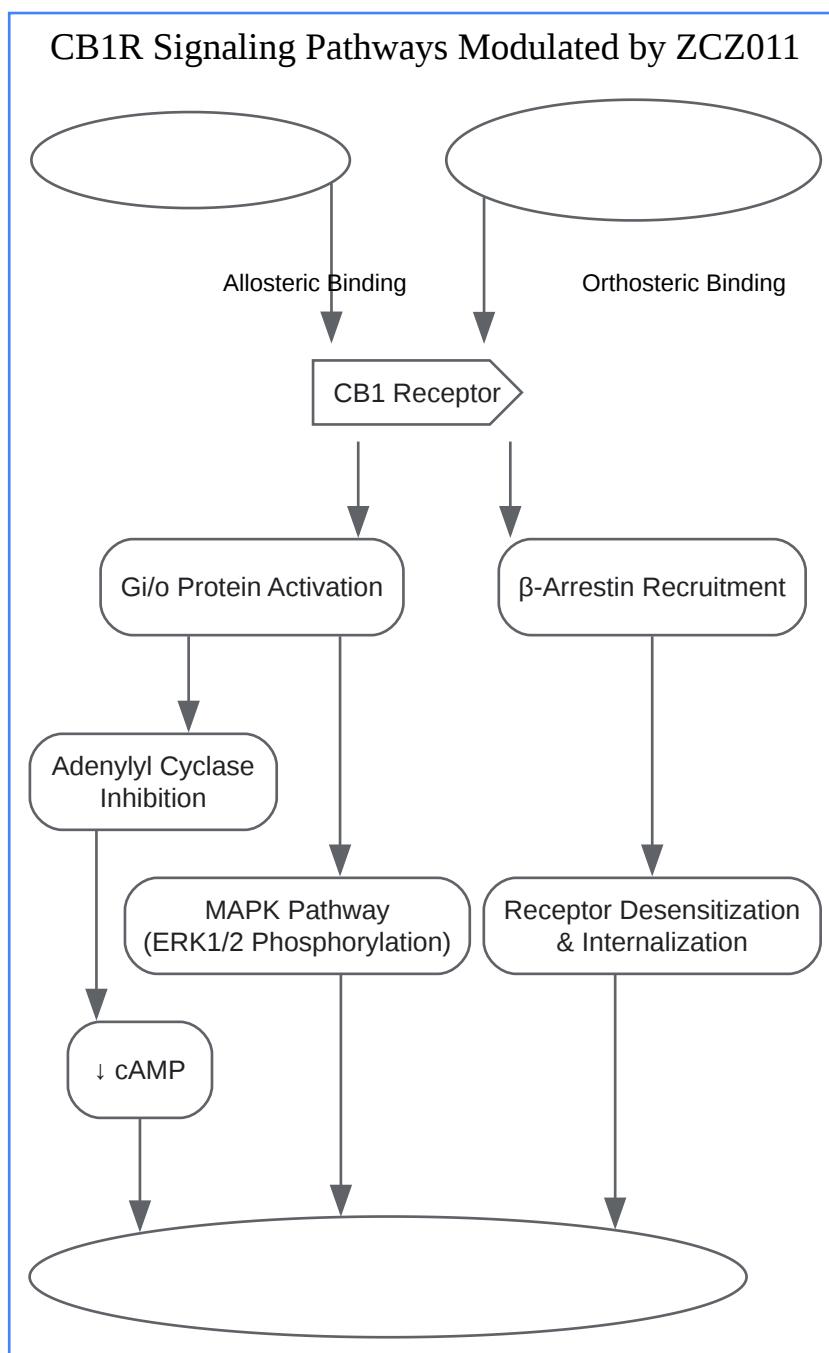 CB1R Signaling Pathways Modulated by ZCZ011
Allosteric Binding
Orthosteric Binding
CB1 Receptor
Gi/o Protein Activation
β-Arrestin Recruitment
Adenylyl Cyclase
Inhibition
MAPK Pathway
(ERK1/2 Phosphorylation)
Receptor Desensitization
& Internalization
↓ cAMP